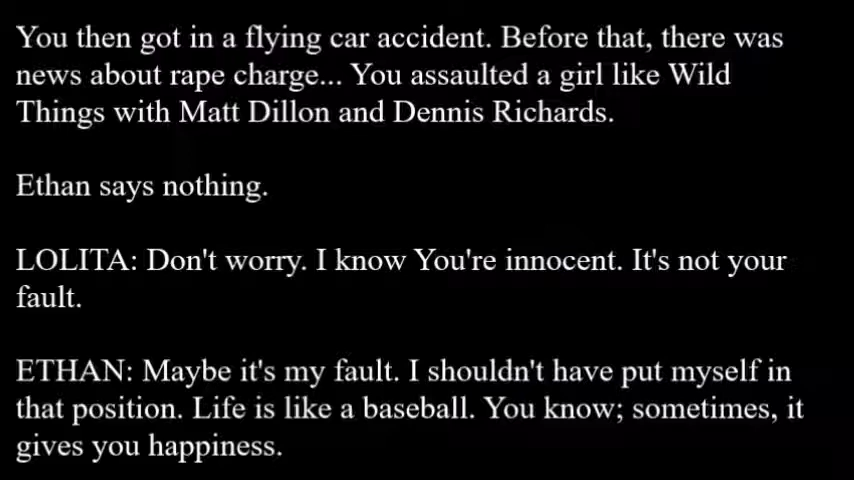 You then got in a flying car accident. Before that, there was
news about rape charge... You assaulted a girl like Wild
Things with Matt Dillon and Dennis Richards.
Ethan says nothing.
LOLITA: Don't worry. I know You're innocent. It's not your
fault.
ETHAN: Maybe it's my fault. I shouldn't have put myself in
that position. Life is like a baseball. You know; sometimes, it
gives you happiness.